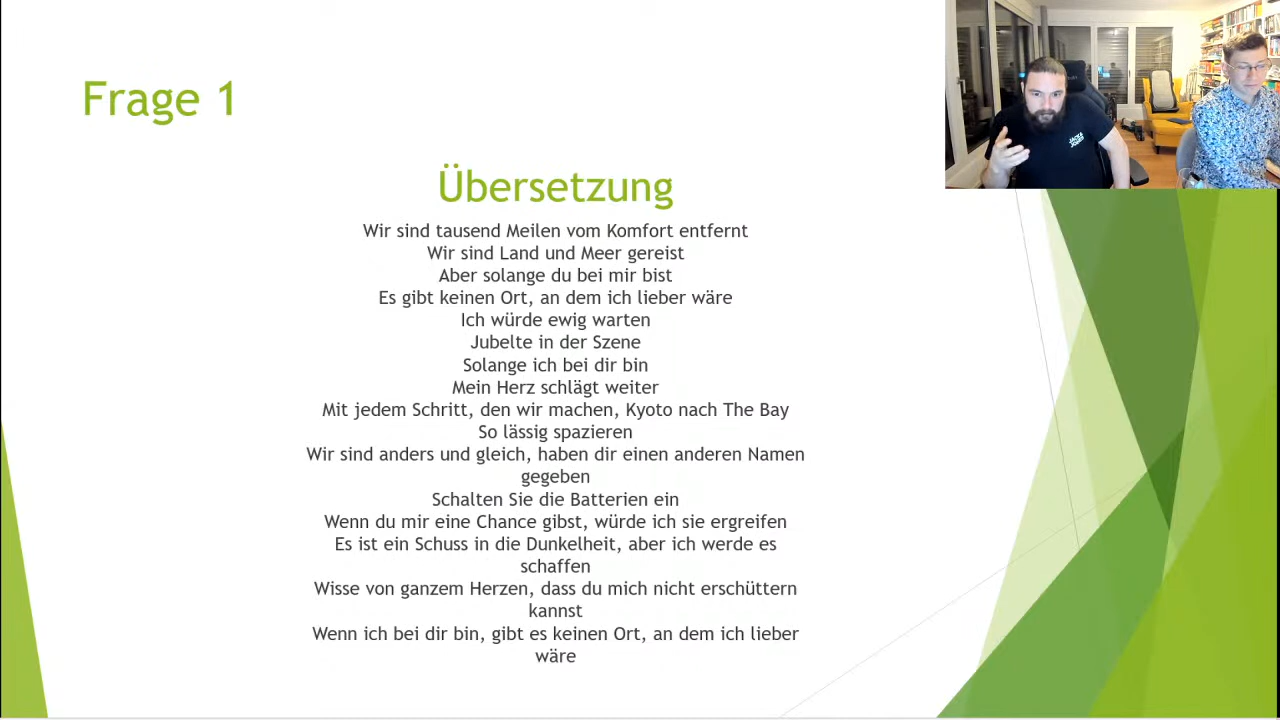 Frage 1
Übersetzung
Wir sind tausend Meilen vom Komfort entfernt
Wir sind Land und Meer gereist
Aber solange du bei mir bist
Es gibt keinen Ort, an dem ich lieber wäre
Ich würde ewig warten
Jubelte in der Szene
Solange ich bei dir bin
Mein Herz schlägt weiter
Mit jedem Schritt, den wir machen, Kyoto nach The Bay
So lässig spazieren
Wir sind anders und gleich, haben dir einen anderen Namen
gegeben
Schalten Sie die Batterien ein
Wenn du mir eine Chance gibst, würde ich sie ergreifen
Es ist ein Schuss in die Dunkelheit, aber ich werde es
schaffen
Wisse von ganzem Herzen, dass du mich nicht erschüttern
kannst
Wenn ich bei dir bin, gibt es keinen Ort, an dem ich lieber
wäre
JACK&
JONES